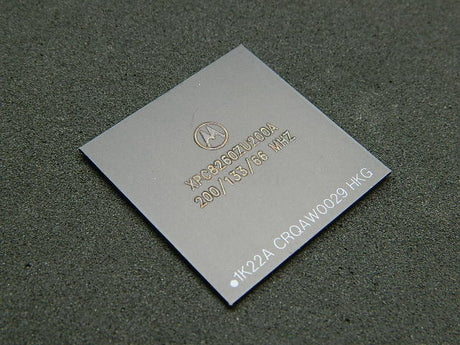 XPC8260ZU200A
200/133/66 MHZ
1K22A CRQAW0029 HKG